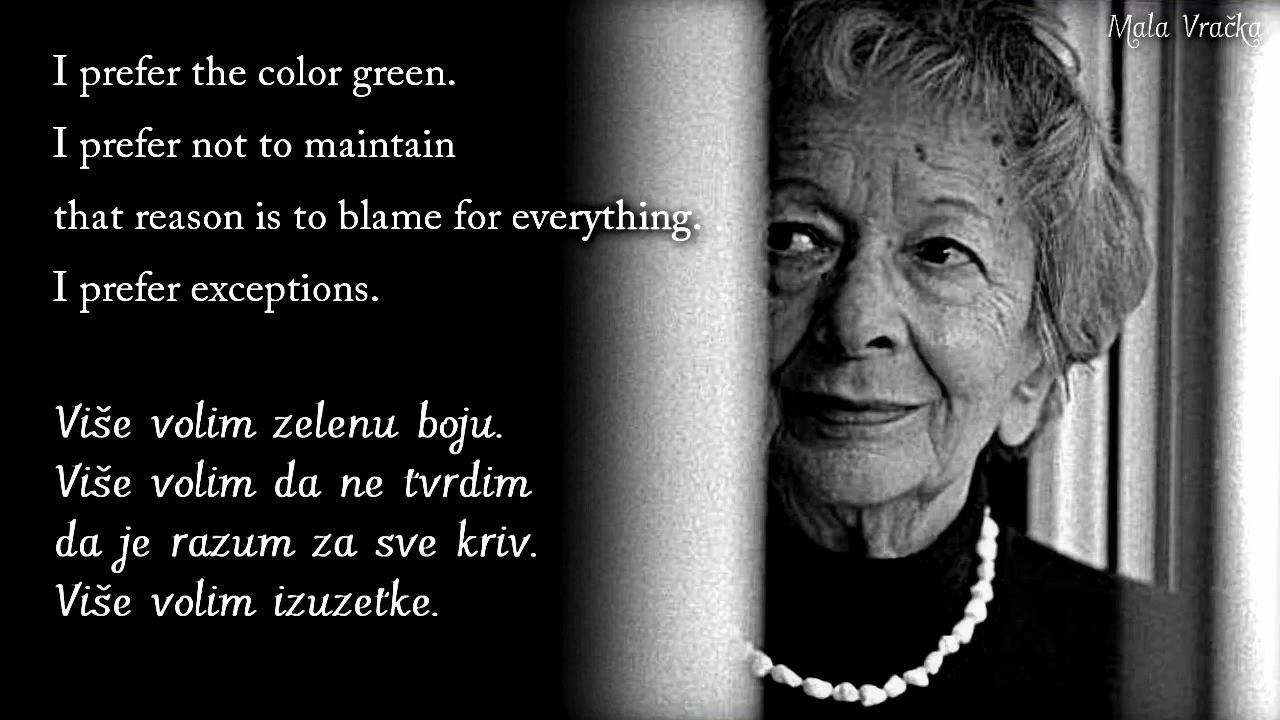 Mala Vračka
I prefer the color green.
I prefer not to maintain
that reason is to blame for everything.
I prefer exceptions.
Više volim zelenu boju.
Više volim da ne tvrdim
da je razum za sve kriv.
Više volim izuzetke.